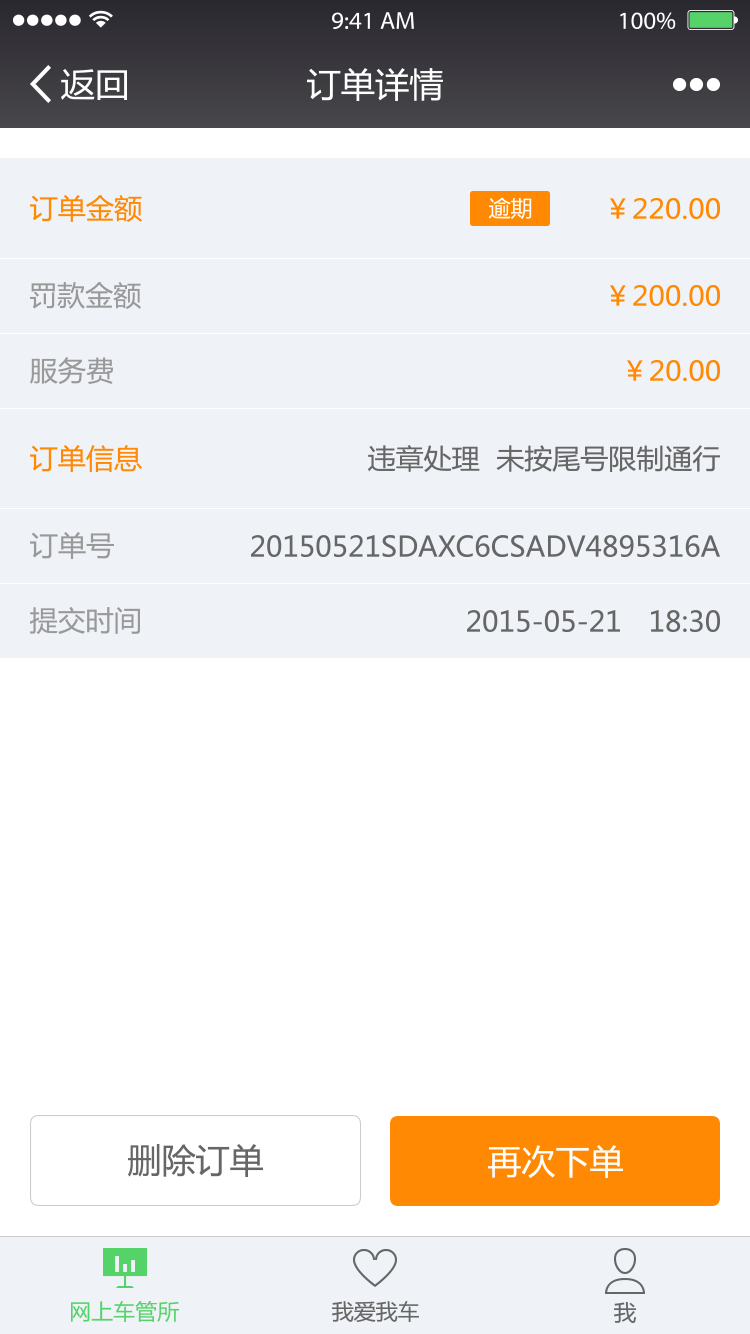 9:41 AM 100%
返回 订单详情
订单金额 逾期 ¥ 220.00
罚款金额 ¥ 200.00
服务费 ¥ 20.00
订单信息 违章处理 未按尾号限制通行
订单号 20150521SDAXC6CSADV4895316A
提交时间 2015-05-21 18:30
删除订单 再次下单
网上车管所 我爱我车 我